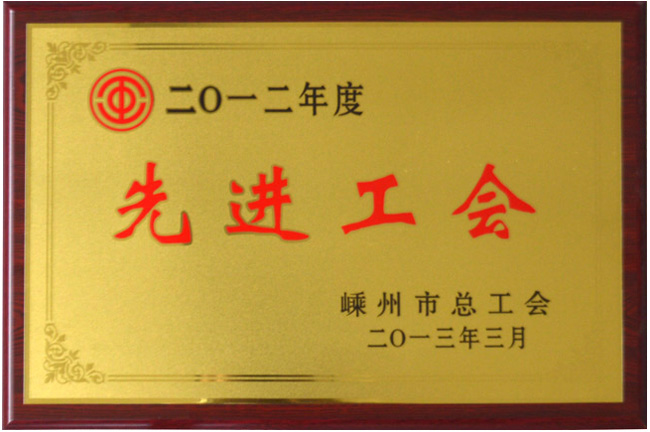 二〇一二年度
先进工会
嵊州市总工会
二〇一三年三月